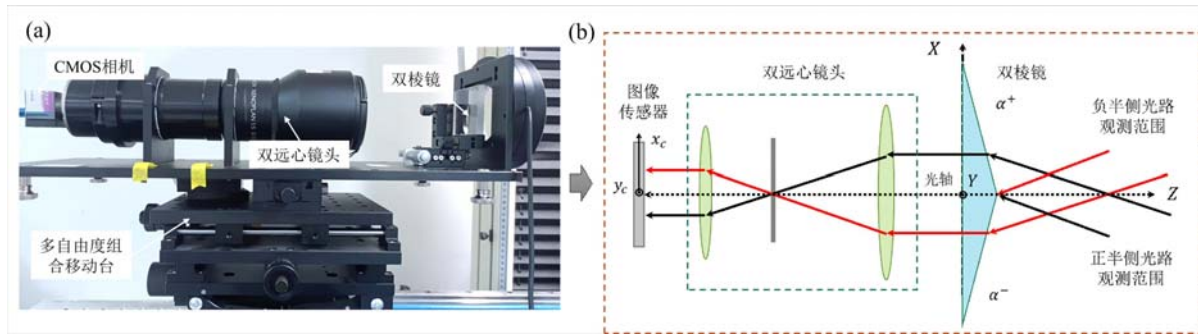 (a)
CMOS相机
双棱镜
双远心镜头
多自由度组
合移动台
(b)
X
双远心镜头
双棱镜
图像
传感器
α⁺
负半侧光路
观测范围
x_c
y_c
光轴
Y
Z
正半侧光路
观测范围
α⁻